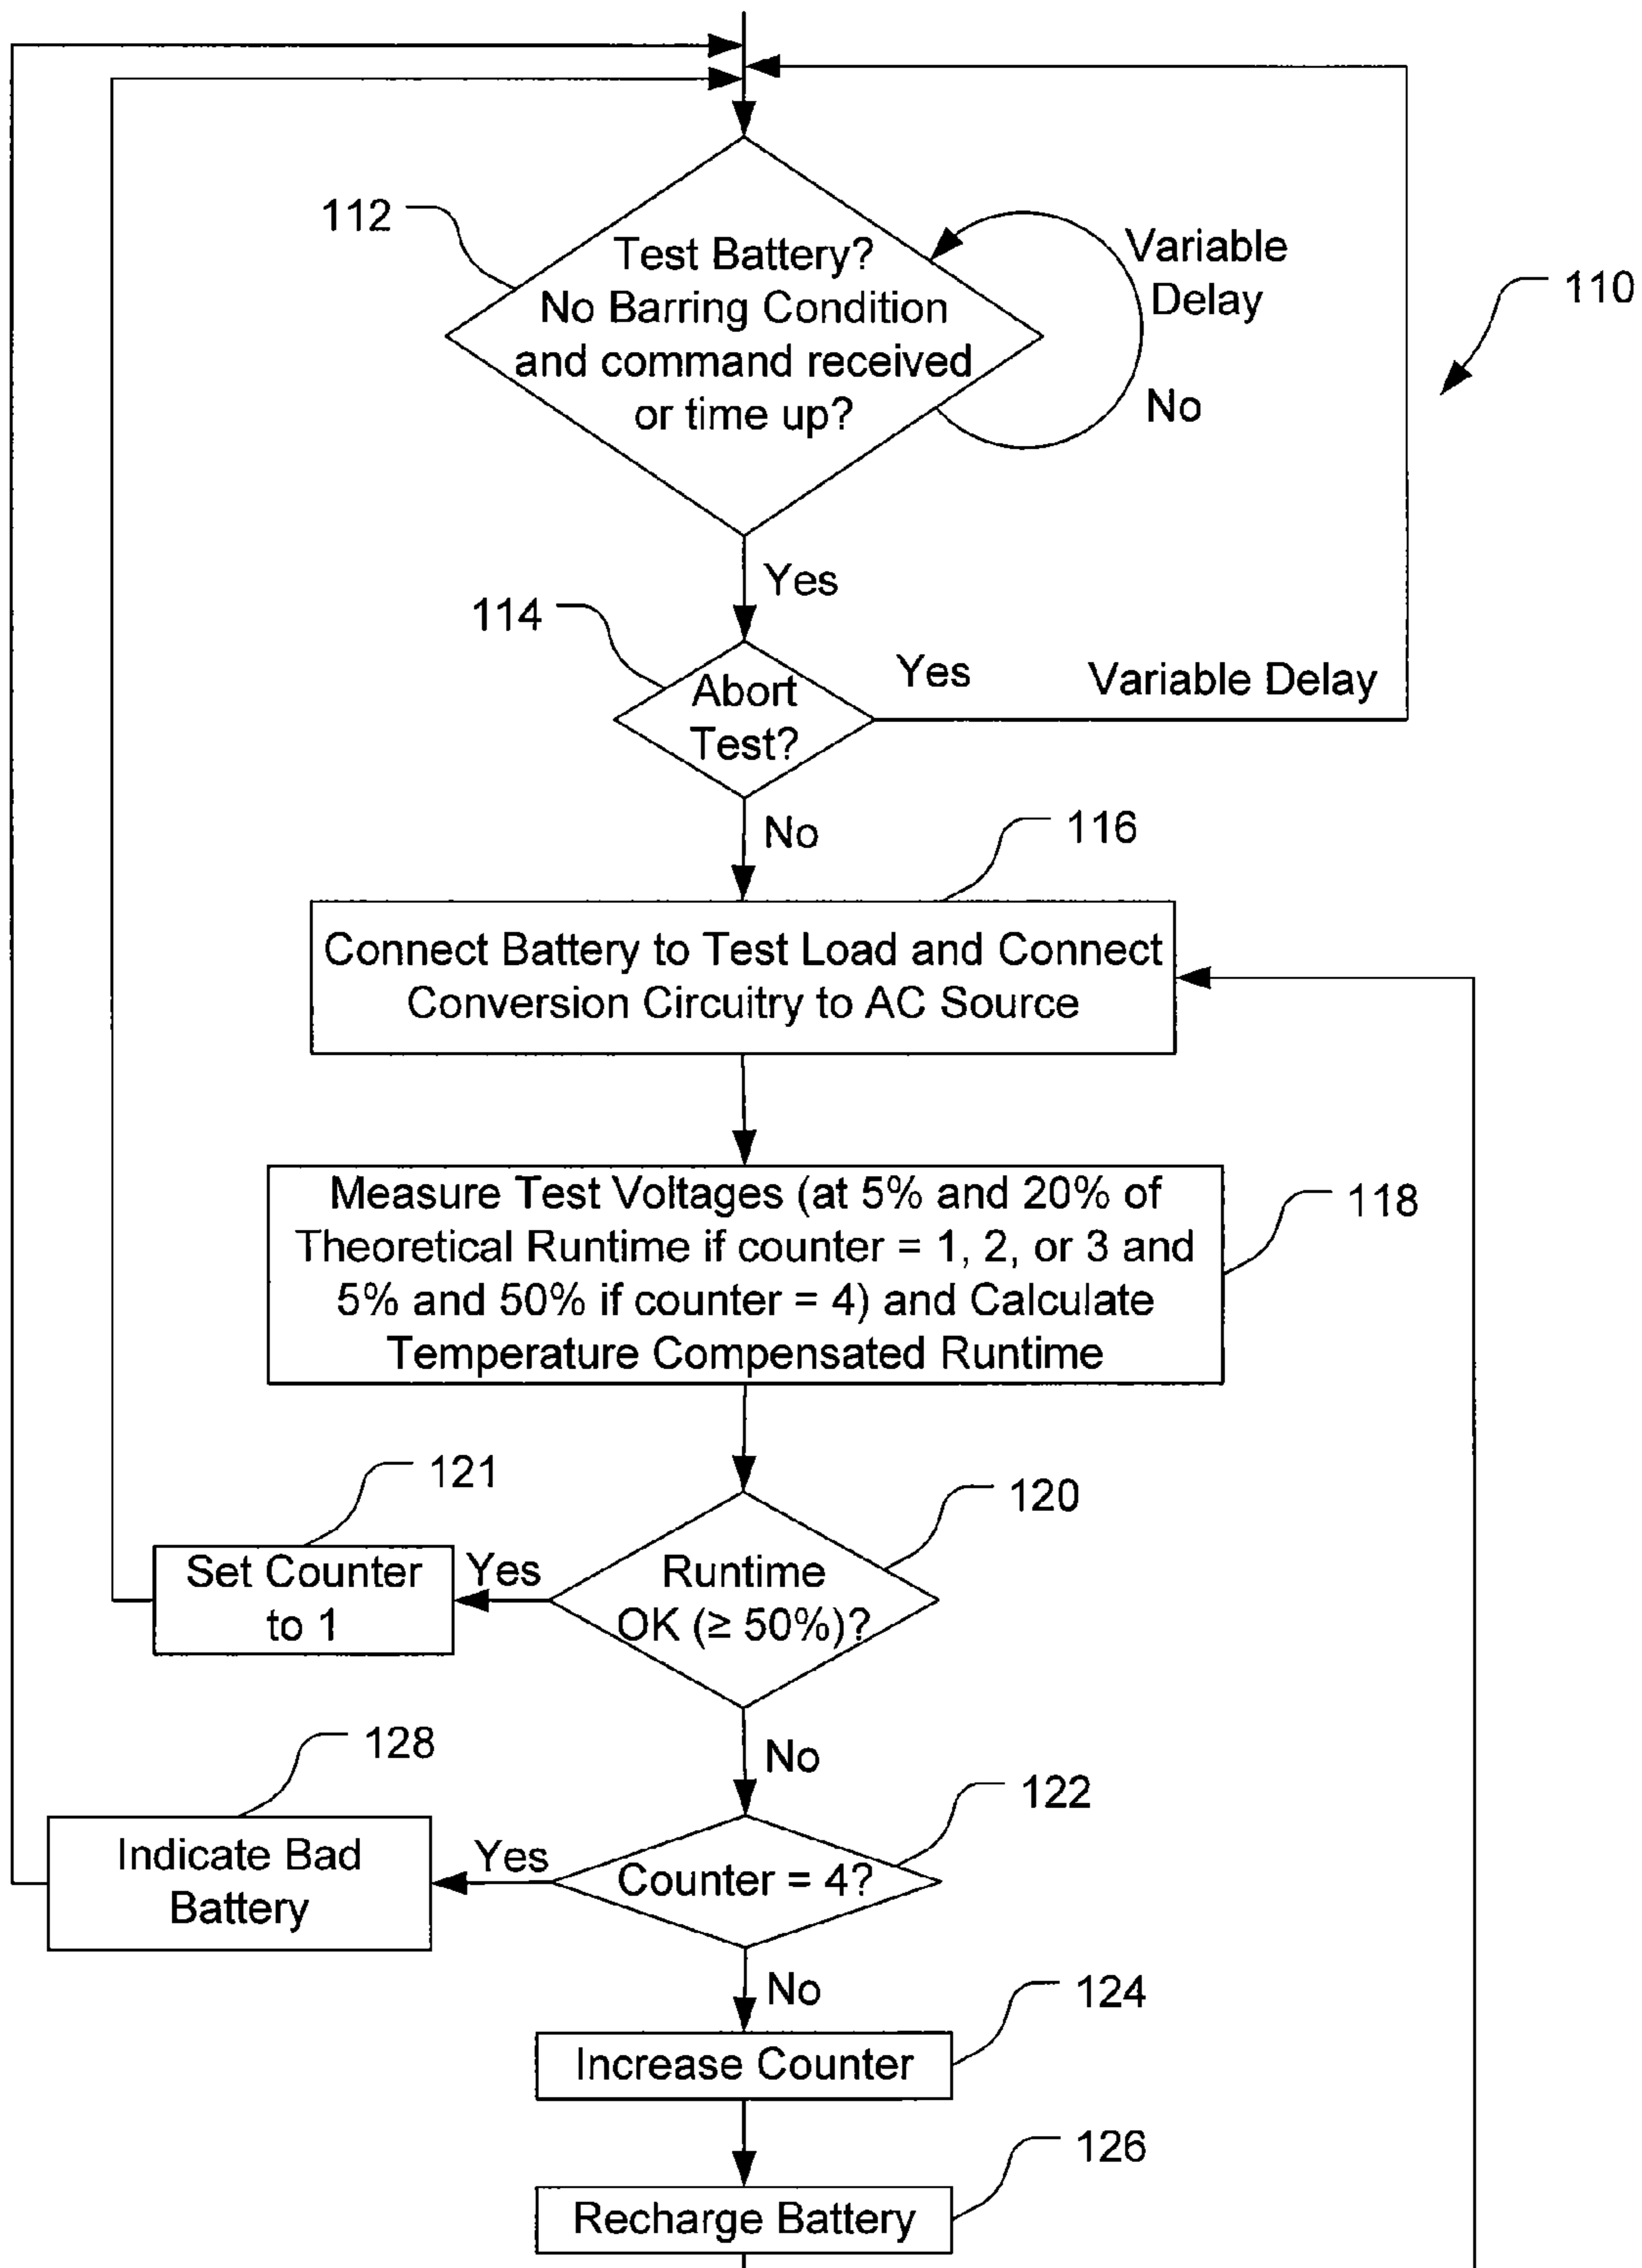 112
Test Battery?
No Barring Condition
and command received
or time up?
Variable
Delay
No
110
Yes
114
Abort
Test?
Yes
Variable Delay
No
116
Connect Battery to Test Load and Connect
Conversion Circuitry to AC Source
Measure Test Voltages (at 5% and 20% of
Theoretical Runtime if counter = 1, 2, or 3 and
5% and 50% if counter = 4) and Calculate
Temperature Compensated Runtime
118
121
Set Counter
to 1
Yes
120
Runtime
OK (≥ 50%)?
No
128
Indicate Bad
Battery
Yes
122
Counter = 4?
No
124
Increase Counter
126
Recharge Battery